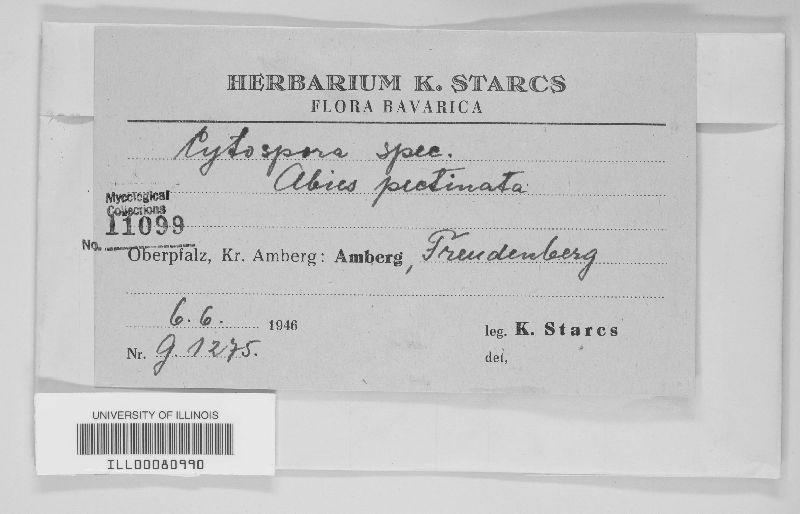 HERBARIUM K. STARCS
FLORA BAVARICA
Cytospora spec.
Abies pectinata
Mycological
Collections
No. 11099
Oberpfalz, Kr. Amberg: Amberg, Freudenberg
6.6. 1946
leg. K. Starcs
Nr. g. 1275.
det,
UNIVERSITY OF ILLINOIS
ILL00080990